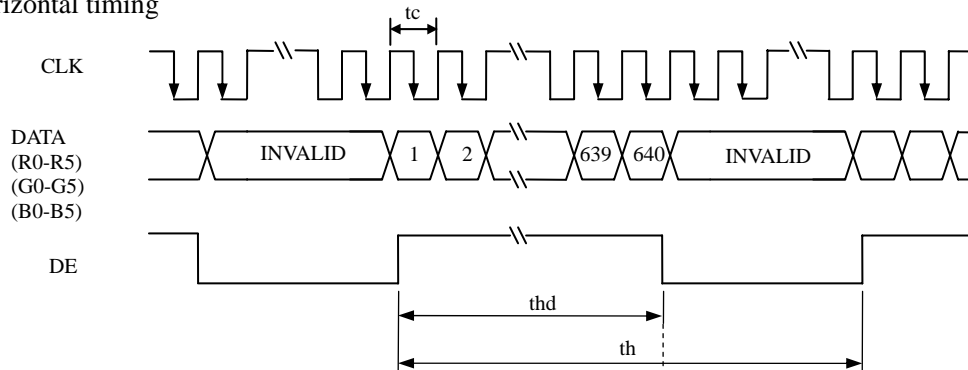 rizontal timing
tc
CLK
DATA
(R0-R5)
(G0-G5)
(B0-B5)
INVALID 1 2 639 640 INVALID
DE
thd
th